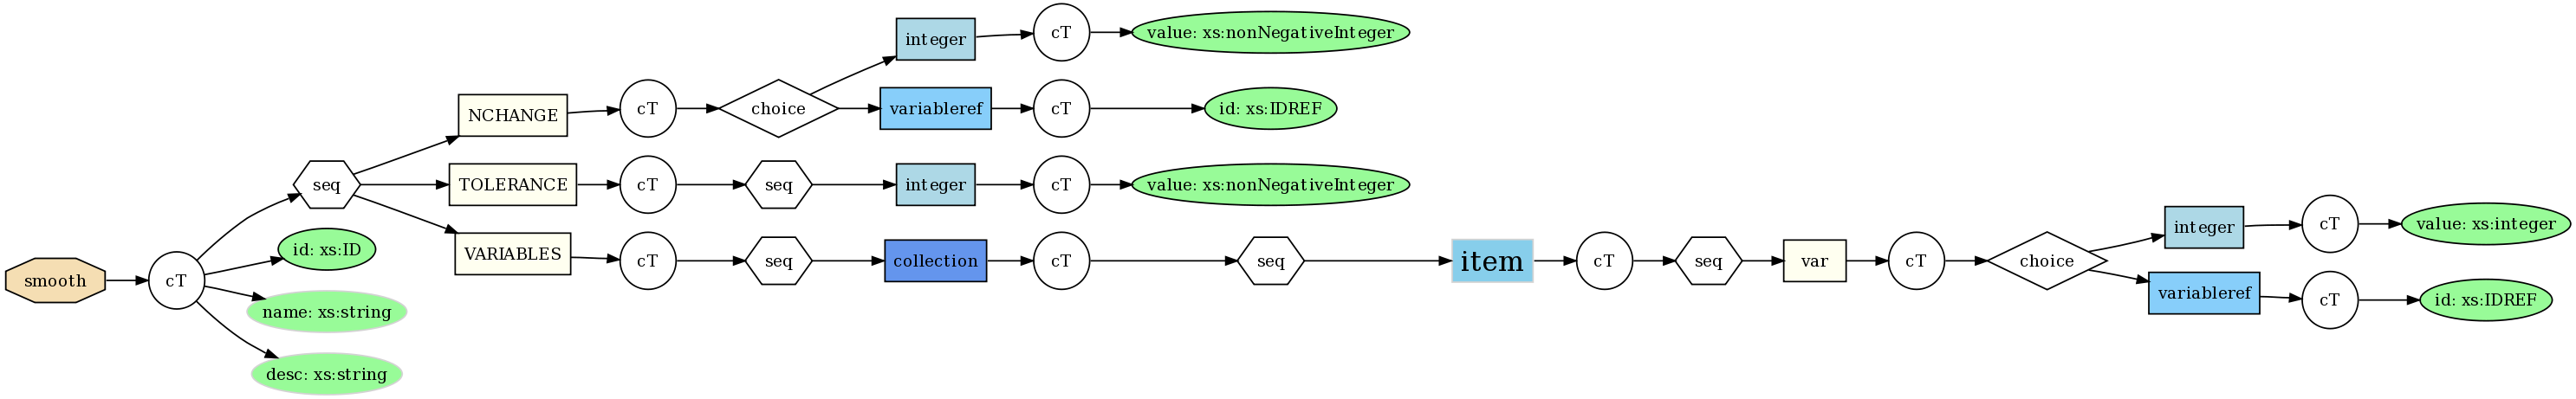 smooth
cT
seq
id: xs:ID
name: xs:string
desc: xs:string
NCHANGE
cT
choice
integer
cT
value: xs:nonNegativeInteger
variableref
cT
id: xs:IDREF
TOLERANCE
cT
seq
integer
cT
value: xs:nonNegativeInteger
VARIABLES
cT
seq
collection
cT
seq
item
cT
seq
var
cT
choice
integer
cT
value: xs:integer
variableref
cT
id: xs:IDREF